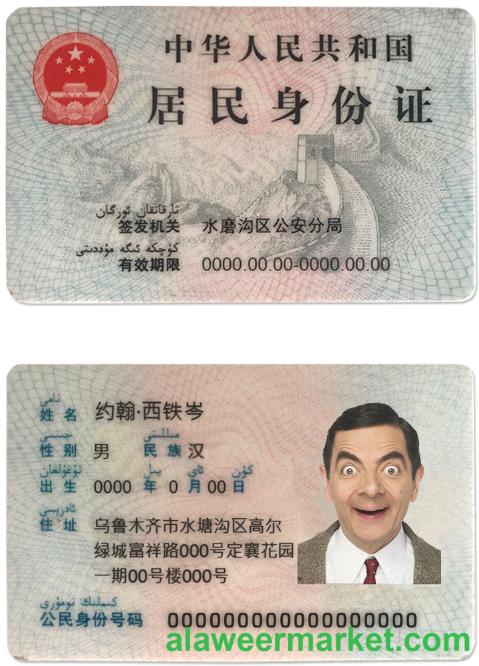 中华人民共和国
居民身份证
تارقاتقان ئورگان
签发机关 水磨沟区公安分局
كۈچكە ئىگە مۇددىتى
有效期限 0000.00.00-0000.00.00
نامى
姓名 约翰·西铁岑
جىنسى مىللىتى
性别 男 民族 汉
تۇغۇلغان يىل ئاي كۈن
出生 0000 年 0 月 00 日
ئادرېسى
住址 乌鲁木齐市水塘沟区高尔
绿城富祥路000号定襄花园
一期00号楼000号
كىملىك نومۇرى
公民身份号码 000000000000000000
alaweermarket.com